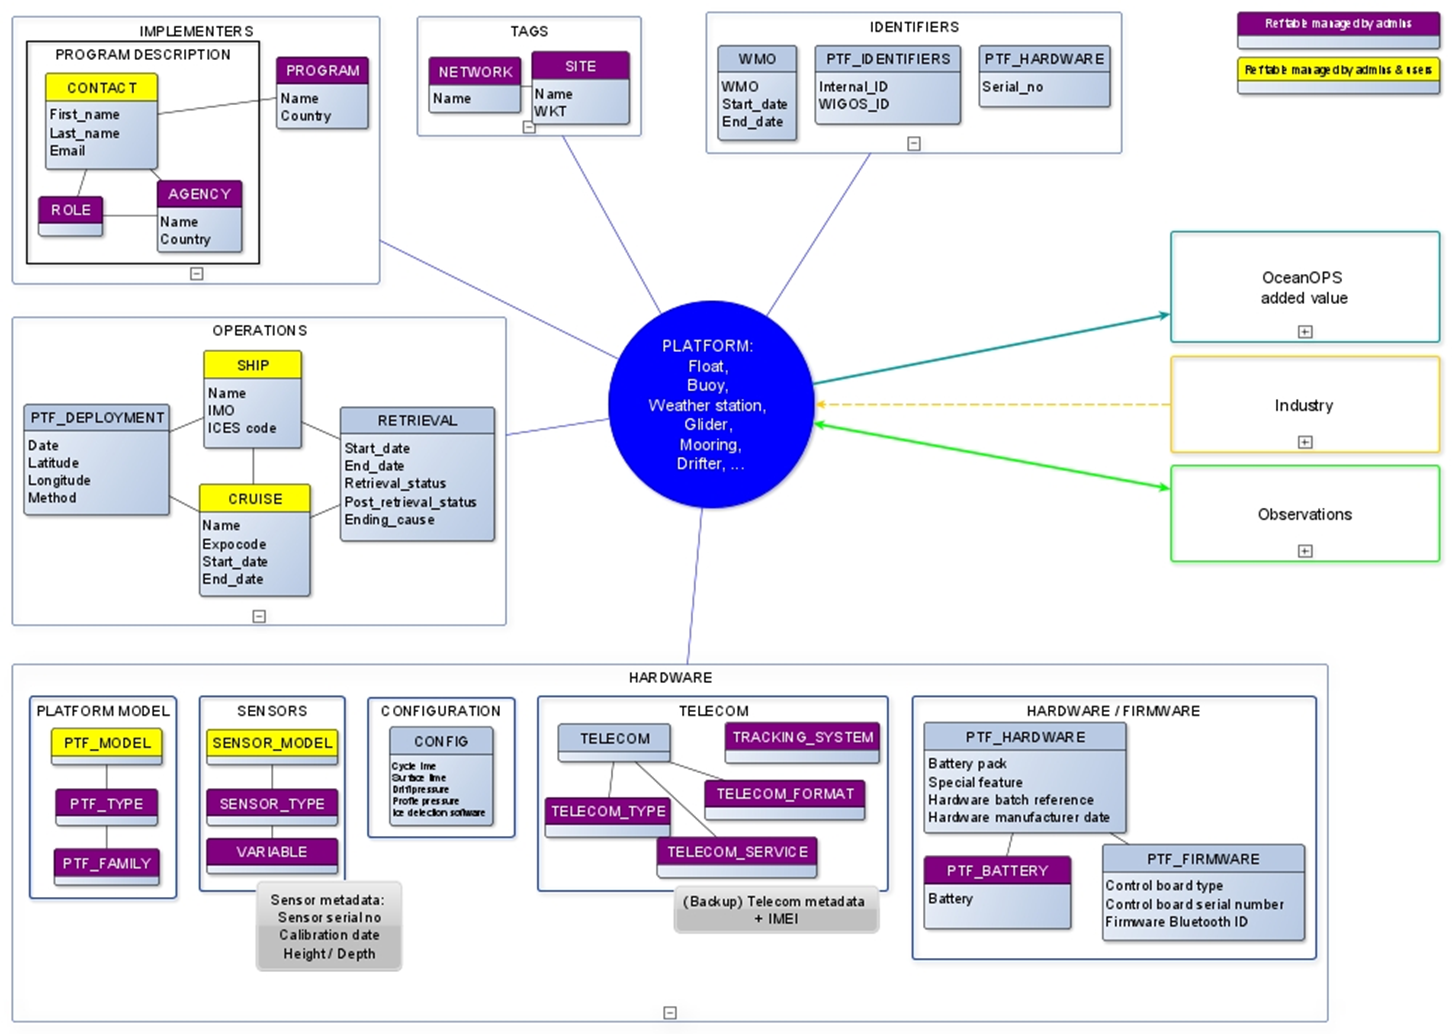 IMPLEMENTERS
PROGRAM DESCRIPTION
CONTACT
First_name
Last_name
Email
ROLE
AGENCY
Name
Country
PROGRAM
Name
Country
TAGS
NETWORK
Name
SITE
Name
WKT
IDENTIFIERS
WMO
WMO
Start_date
End_date
PTF_IDENTIFIERS
Internal_ID
WIGOS_ID
PTF_HARDWARE
Serial_no
Ref table managed by admins
Ref table managed by admins & users
OPERATIONS
SHIP
Name
IMO
ICES code
PTF_DEPLOYMENT
Date
Latitude
Longitude
Method
RETRIEVAL
Start_date
End_date
Retrieval_status
Post_retrieval_status
Ending_cause
CRUISE
Name
Expocode
Start_date
End_date
PLATFORM:
Float,
Buoy,
Weather station,
Glider,
Mooring,
Drifter, ...
OceanOPS
added value
Industry
Observations
HARDWARE
PLATFORM MODEL
PTF_MODEL
PTF_TYPE
PTF_FAMILY
SENSORS
SENSOR_MODEL
SENSOR_TYPE
VARIABLE
Sensor metadata:
Sensor serial no
Calibration date
Height / Depth
CONFIGURATION
CONFIG
Cycle time
Surface time
Drift pressure
Profile pressure
Ice detection software
TELECOM
TELECOM
TRACKING_SYSTEM
TELECOM_FORMAT
TELECOM_TYPE
TELECOM_SERVICE
(Backup) Telecom metadata
+ IMEI
HARDWARE / FIRMWARE
PTF_HARDWARE
Battery pack
Special feature
Hardware batch reference
Hardware manufacturer date
PTF_BATTERY
Battery
PTF_FIRMWARE
Control board type
Control board serial number
Firmware Bluetooth ID